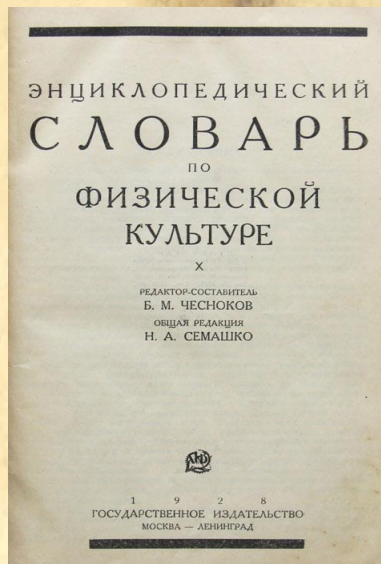 ЭНЦИКЛОПЕДИЧЕСКИЙ
СЛОВАРЬ
ПО
ФИЗИЧЕСКОЙ
КУЛЬТУРЕ
X
РЕДАКТОР-СОСТАВИТЕЛЬ
Б. М. ЧЕСНОКОВ
ОБЩАЯ РЕДАКЦИЯ
Н. А. СЕМАШКО
1 9 2 8
ГОСУДАРСТВЕННОЕ ИЗДАТЕЛЬСТВО
МОСКВА — ЛЕНИНГРАД